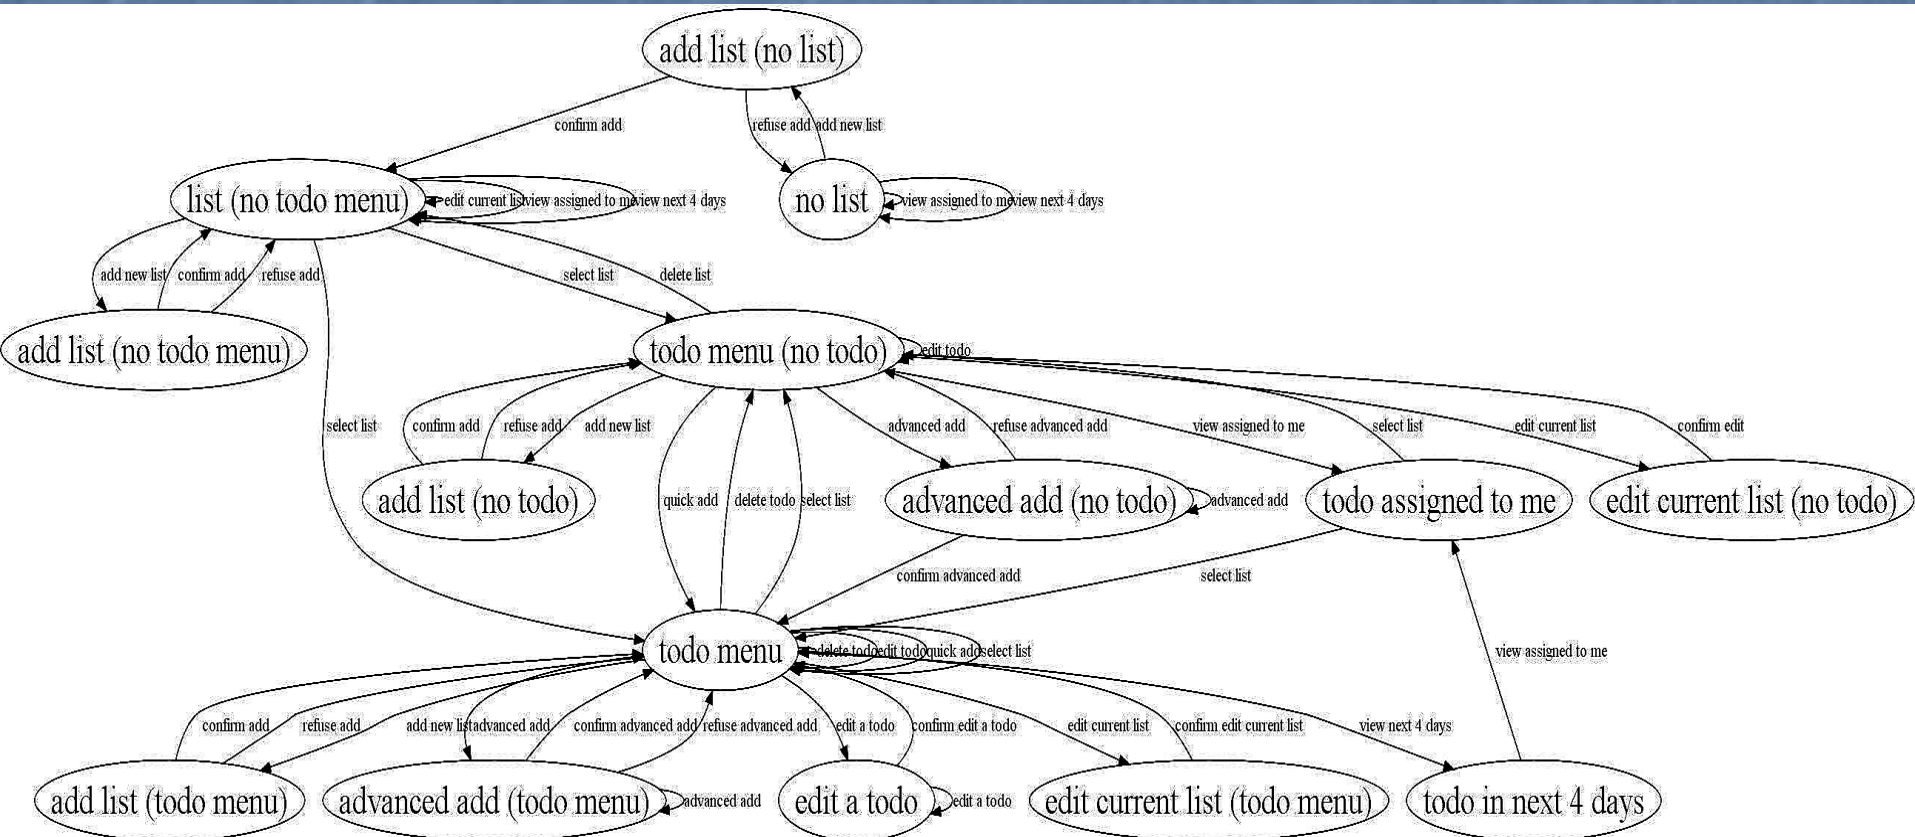 add list (no list)
confirm add
refuse add
add new list
list (no todo menu)
edit current list
view assigned to me
view next 4 days
no list
view assigned to me
view next 4 days
add new list
confirm add
refuse add
select list
delete list
add list (no todo menu)
todo menu (no todo)
edit todo
select list
confirm add
refuse add
add new list
advanced add
refuse advanced add
view assigned to me
select list
edit current list
confirm edit
add list (no todo)
quick add
delete todo
select list
advanced add (no todo)
advanced add
todo assigned to me
edit current list (no todo)
confirm advanced add
select list
todo menu
delete todo
edit todo
quick add
select list
view assigned to me
confirm add
refuse add
add new list
advanced add
confirm advanced add
refuse advanced add
edit a todo
confirm edit a todo
edit current list
confirm edit current list
view next 4 days
add list (todo menu)
advanced add (todo menu)
advanced add
edit a todo
edit a todo
edit current list (todo menu)
todo in next 4 days